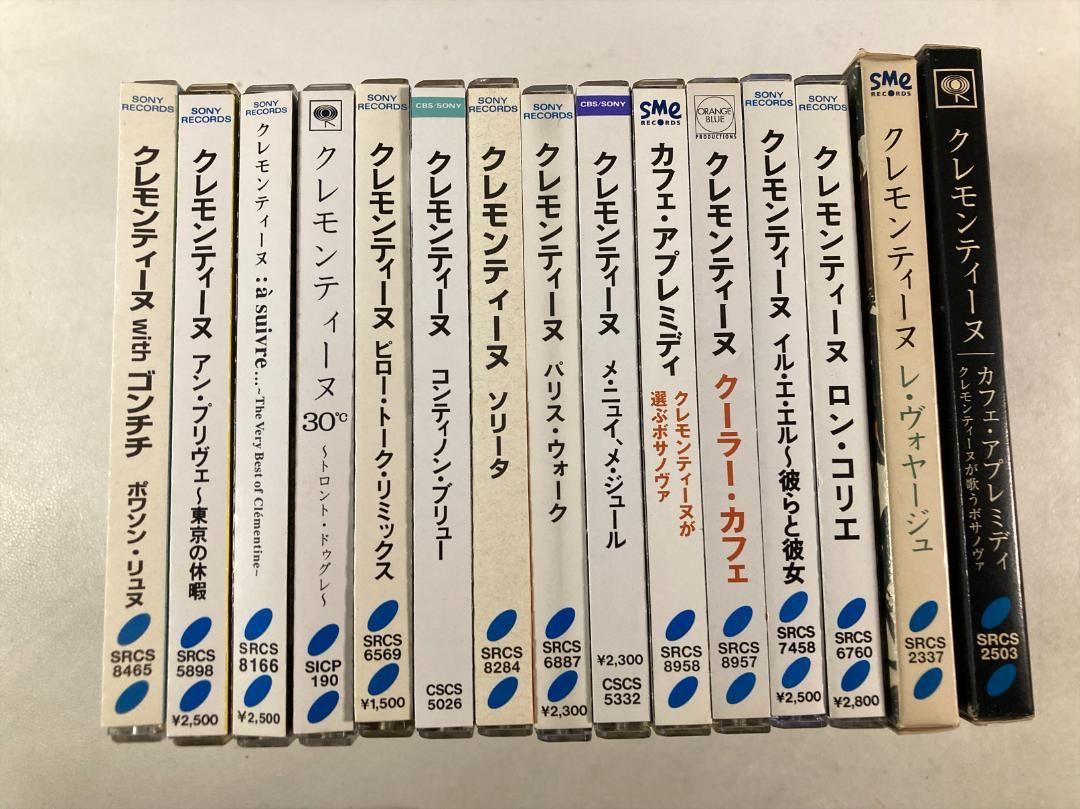 SONY RECORDS
クレモンティーヌ with ゴンチチ ボワソン・リュヌ
SRCS 8465
SONY RECORDS
クレモンティーヌ アン・プリヴェ〜東京の休暇
SRCS 5898
¥2,500
SONY RECORDS
クレモンティーヌ : à suivre... ~The Very Best of Clémentine~
SRCS 8166
¥2,500
クレモンティーヌ 30℃ 〜トロント・ドゥグレ〜
SICP 190
SONY RECORDS
クレモンティーヌ ピロー・トーク・リミックス
SRCS 6569
¥1,500
CBS/SONY
クレモンティーヌ コンティノン・ブリュー
CSCS 5026
SONY RECORDS
クレモンティーヌ ソリータ
SRCS 8284
SONY RECORDS
クレモンティーヌ パリス・ウォーク
SRCS 6887
¥2,300
CBS/SONY
クレモンティーヌ メ・ニュイ、メ・ジュール
¥2,300
CSCS 5332
SMe RECORDS
カフェ・アプレミディ クレモンティーヌが選ぶボサノヴァ
SRCS 8958
ORANGE BLUE PRODUCTIONS
クレモンティーヌ クーラー・カフェ
SRCS 8957
SONY RECORDS
クレモンティーヌ イル・エ・エル〜彼らと彼女
SRCS 7458
¥2,500
SONY RECORDS
クレモンティーヌ ロン・コリエ
SRCS 6760
¥2,800
SMe RECORDS
クレモンティーヌ レ・ヴォヤージュ
SRCS 2337
クレモンティーヌ カフェ・アプレミディ
クレモンティーヌが歌うボサノヴァ
SRCS 2503